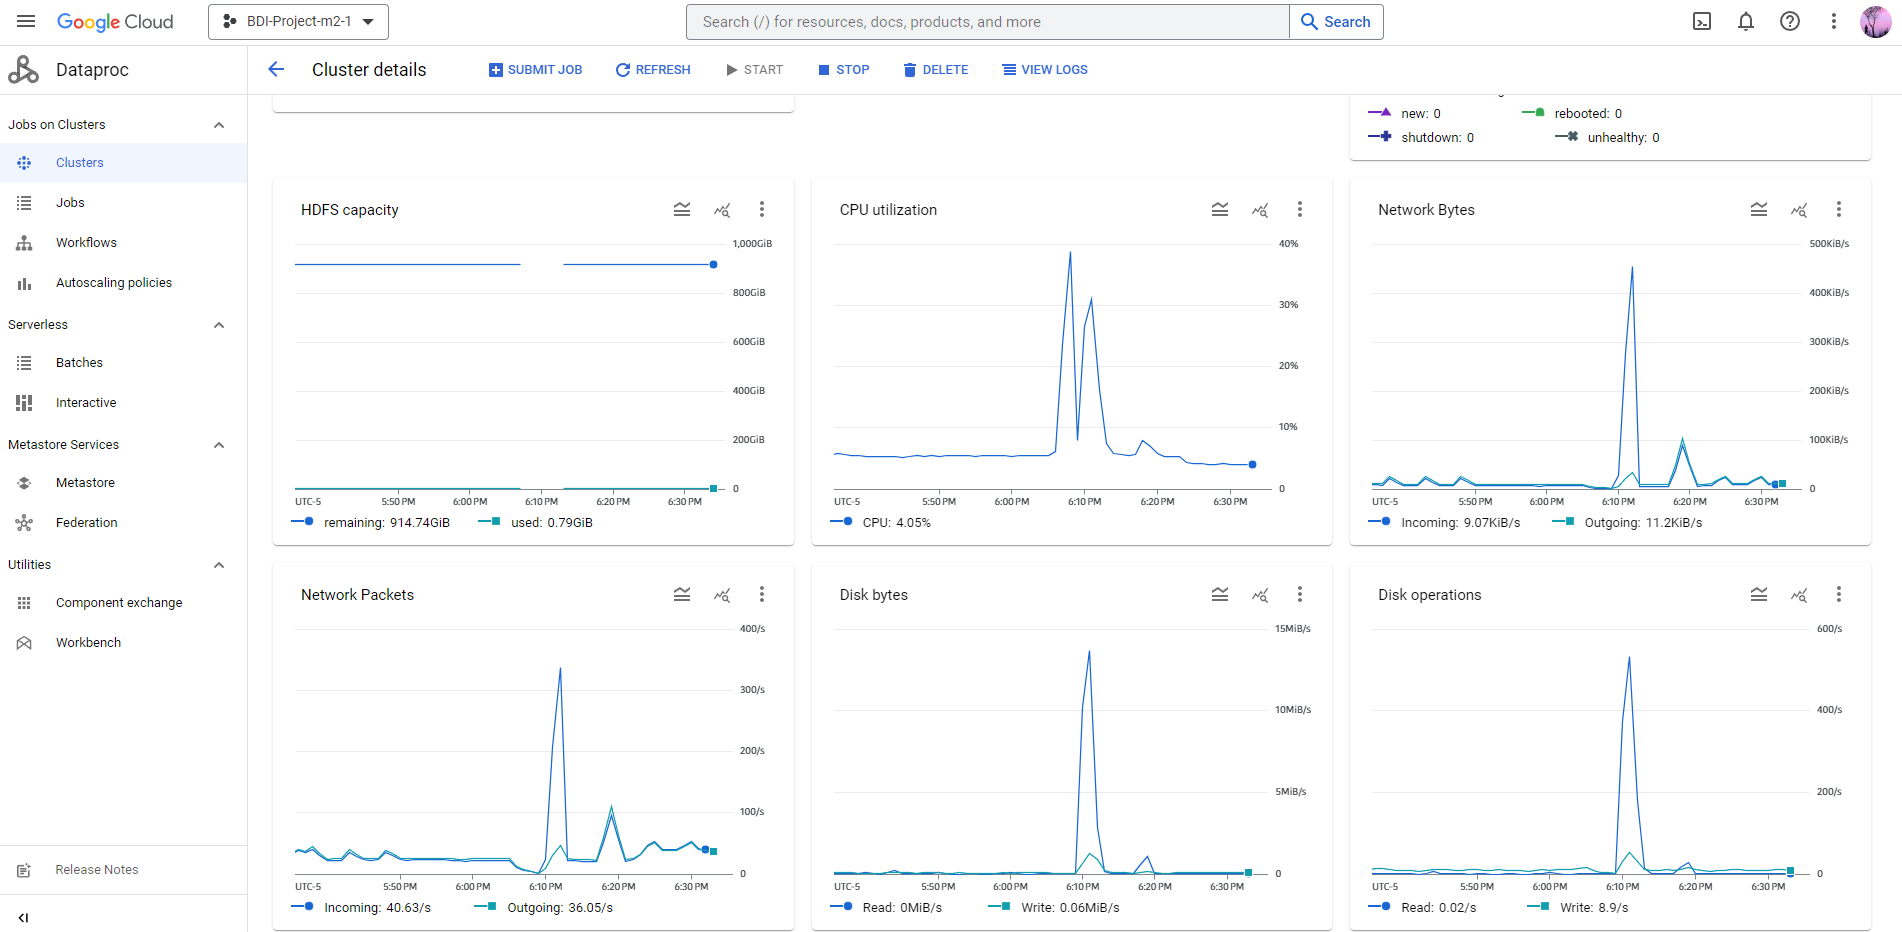 Google Cloud
BDI-Project-m2-1
Search (/) for resources, docs, products, and more
Search
Dataproc
Cluster details
SUBMIT JOB
REFRESH
START
STOP
DELETE
VIEW LOGS
Jobs on Clusters
Clusters
Jobs
Workflows
Autoscaling policies
Serverless
Batches
Interactive
Metastore Services
Metastore
Federation
Utilities
Component exchange
Workbench
Release Notes
new: 0
rebooted: 0
shutdown: 0
unhealthy: 0
HDFS capacity
1,000GiB
800GiB
600GiB
400GiB
200GiB
0
UTC-5 5:50 PM 6:00 PM 6:10 PM 6:20 PM 6:30 PM
remaining: 914.74GiB used: 0.79GiB
CPU utilization
40%
30%
20%
10%
0
UTC-5 5:50 PM 6:00 PM 6:10 PM 6:20 PM 6:30 PM
CPU: 4.05%
Network Bytes
500KiB/s
400KiB/s
300KiB/s
200KiB/s
100KiB/s
0
UTC-5 5:50 PM 6:00 PM 6:10 PM 6:20 PM 6:30 PM
Incoming: 9.07KiB/s Outgoing: 11.2KiB/s
Network Packets
400/s
300/s
200/s
100/s
0
UTC-5 5:50 PM 6:00 PM 6:10 PM 6:20 PM 6:30 PM
Incoming: 40.63/s Outgoing: 36.05/s
Disk bytes
15MiB/s
10MiB/s
5MiB/s
0
UTC-5 5:50 PM 6:00 PM 6:10 PM 6:20 PM 6:30 PM
Read: 0MiB/s Write: 0.06MiB/s
Disk operations
600/s
400/s
200/s
0
UTC-5 5:50 PM 6:00 PM 6:10 PM 6:20 PM 6:30 PM
Read: 0.02/s Write: 8.9/s